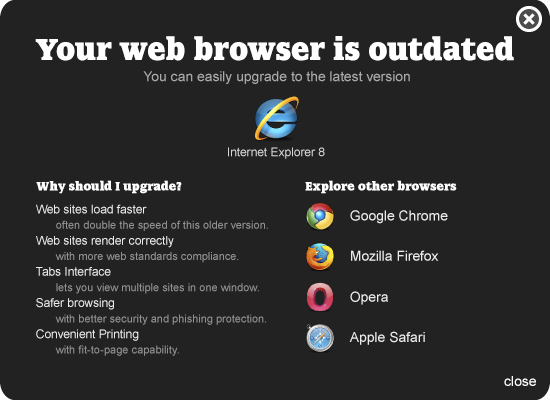 Your web browser is outdated
You can easily upgrade to the latest version
Internet Explorer 8
Why should I upgrade?
Web sites load faster
often double the speed of this older version.
Web sites render correctly
with more web standards compliance.
Tabs Interface
lets you view multiple sites in one window.
Safer browsing
with better security and phishing protection.
Convenient Printing
with fit-to-page capability.
Explore other browsers
Google Chrome
Mozilla Firefox
Opera
Apple Safari
close